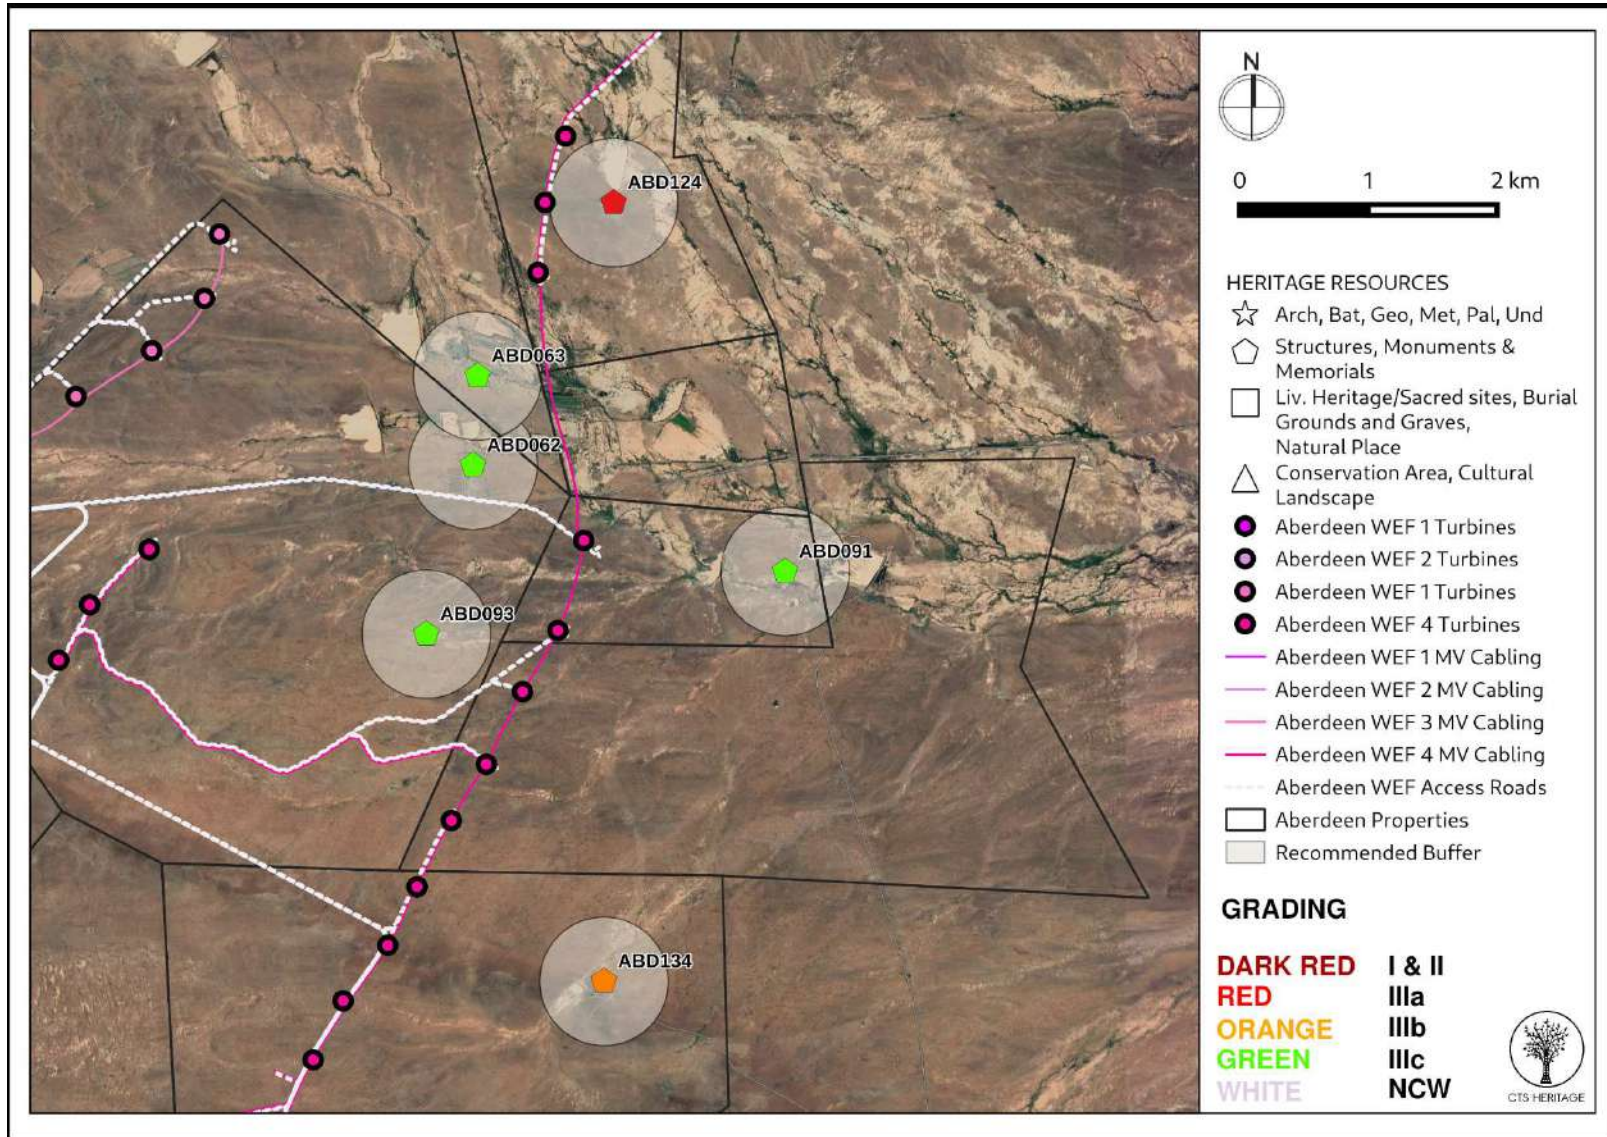 ABD124
ABD063
ABD062
ABD091
ABD093
ABD134
N
0 1 2 km
HERITAGE RESOURCES
Arch, Bat, Geo, Met, Pal, Und
Structures, Monuments &
Memorials
Liv. Heritage/Sacred sites, Burial
Grounds and Graves,
Natural Place
Conservation Area, Cultural
Landscape
Aberdeen WEF 1 Turbines
Aberdeen WEF 2 Turbines
Aberdeen WEF 1 Turbines
Aberdeen WEF 4 Turbines
Aberdeen WEF 1 MV Cabling
Aberdeen WEF 2 MV Cabling
Aberdeen WEF 3 MV Cabling
Aberdeen WEF 4 MV Cabling
Aberdeen WEF Access Roads
Aberdeen Properties
Recommended Buffer
GRADING
DARK RED I & II
RED IIIa
ORANGE IIIb
GREEN IIIc
WHITE NCW
CTS HERITAGE